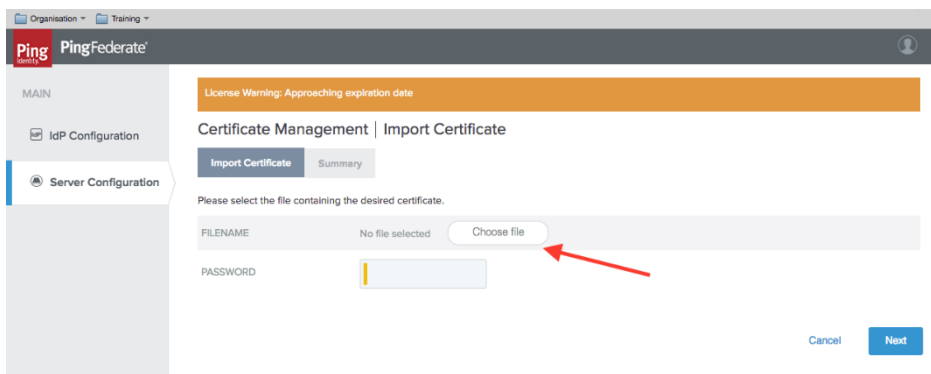 Organisation Training
Ping Identity. PingFederate®
MAIN
License Warning: Approaching expiration date
IdP IdP Configuration
Certificate Management | Import Certificate
Import Certificate Summary
Server Configuration
Please select the file containing the desired certificate.
FILENAME No file selected Choose file
PASSWORD
Cancel Next